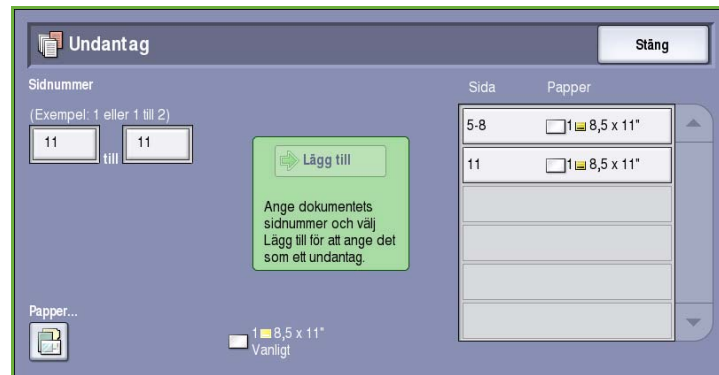 Undantag
Stäng
Sidnummer
(Exempel: 1 eller 1 till 2)
11 till 11
Lägg till
Ange dokumentets
sidnummer och välj
Lägg till för att ange det
som ett undantag.
Papper...
1 8,5 x 11"
Vanligt
Sida Papper
5-8 1 8,5 x 11"
11 1 8,5 x 11"